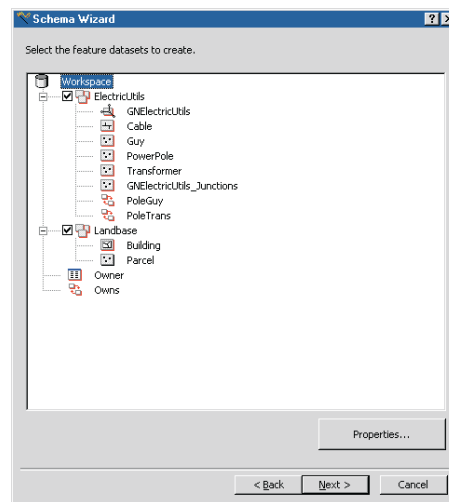 Schema Wizard
Select the feature datasets to create.
Workspace
ElectricUtils
GNElectricUtils
Cable
Guy
PowerPole
Transformer
GNElectricUtils_Junctions
PoleGuy
PoleTrans
Landbase
Building
Parcel
Owner
Owns
Properties...
< Back Next > Cancel